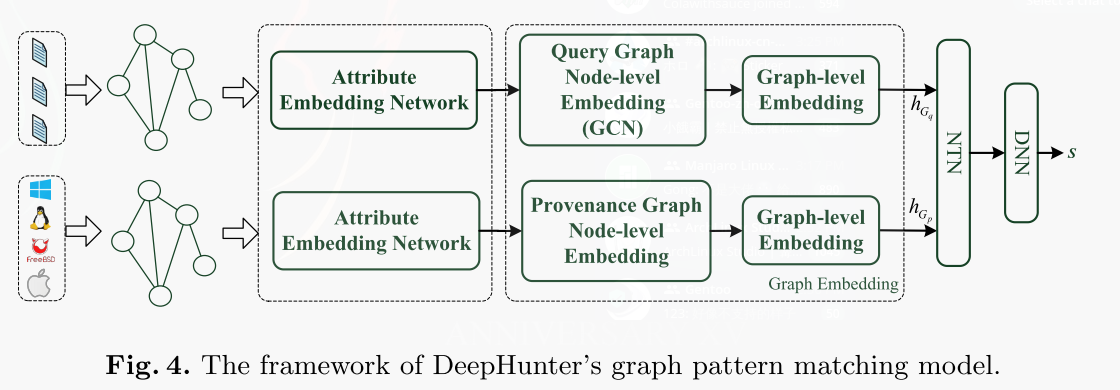 Attribute
Embedding Network
Query Graph
Node-level
Embedding
(GCN)
Graph-level
Embedding
h_{G_q}
NTN
DNN
s
FreeBSD
Attribute
Embedding Network
Provenance Graph
Node-level
Embedding
Graph-level
Embedding
h_{G_p}
Graph Embedding
Fig. 4. The framework of DeepHunter's graph pattern matching model.